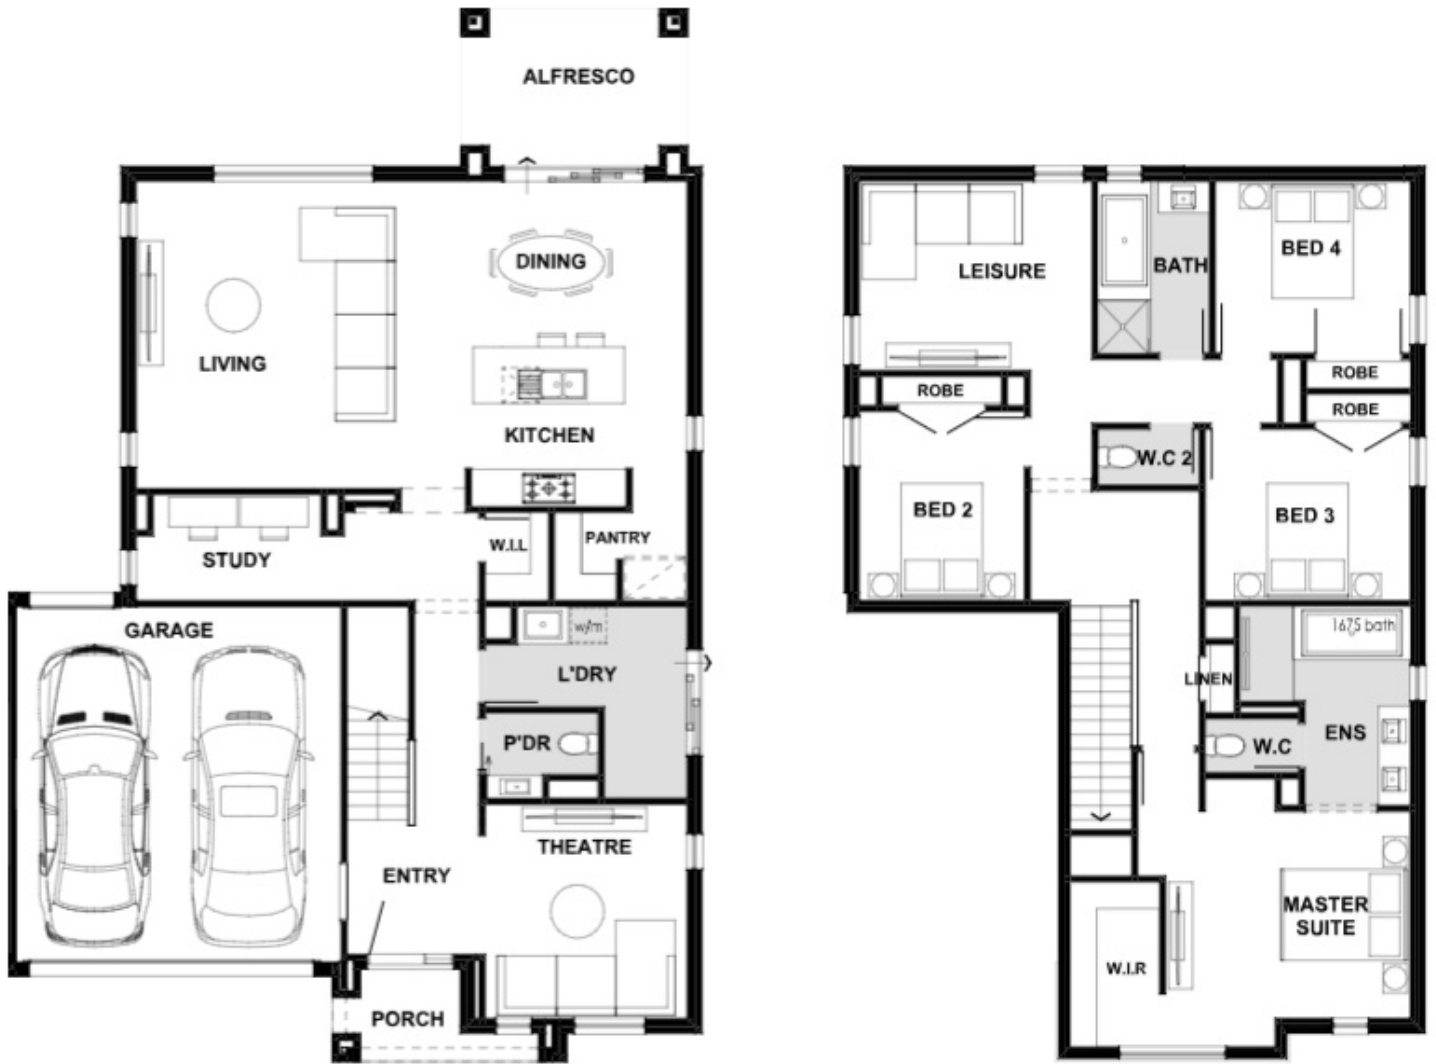 ALFRESCO
DINING
LIVING
KITCHEN
W.I.L
PANTRY
STUDY
GARAGE
w/m
L'DRY
P'DR
THEATRE
ENTRY
PORCH
BED 4
BATH
LEISURE
ROBE
ROBE
ROBE
W.C 2
BED 2
BED 3
1675 bath
LINEN
ENS
W.C
MASTER
SUITE
W.I.R